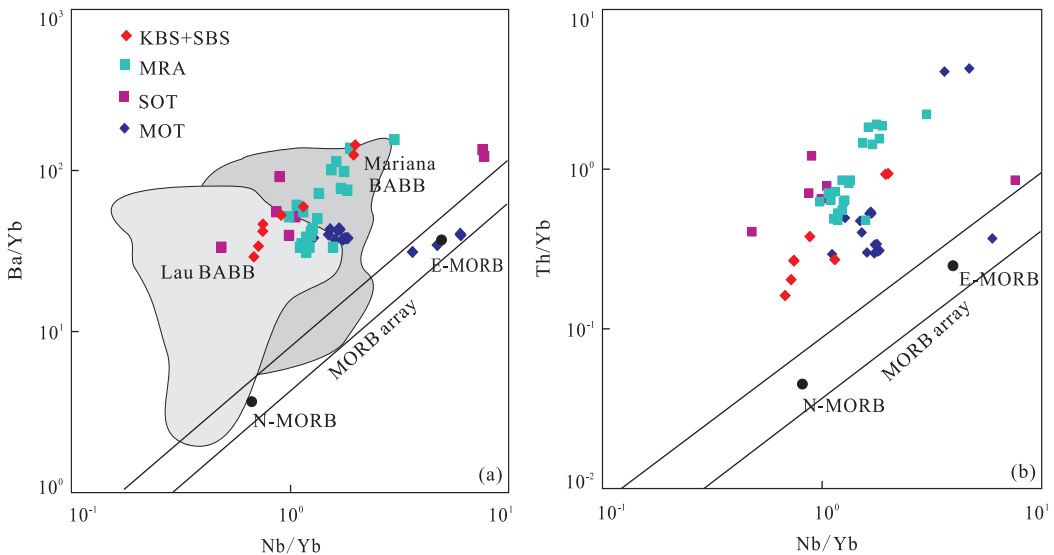 10³
10²
10¹
10⁰
Ba/Yb
KBS+SBS
MRA
SOT
MOT
Mariana
BABB
Lau BABB
E-MORB
MORB array
N-MORB
(a)
10⁻¹
10⁰
10¹
Nb/Yb
10¹
10⁰
10⁻¹
10⁻²
Th/Yb
E-MORB
MORB array
N-MORB
(b)
10⁻¹
10⁰
10¹
Nb/Yb